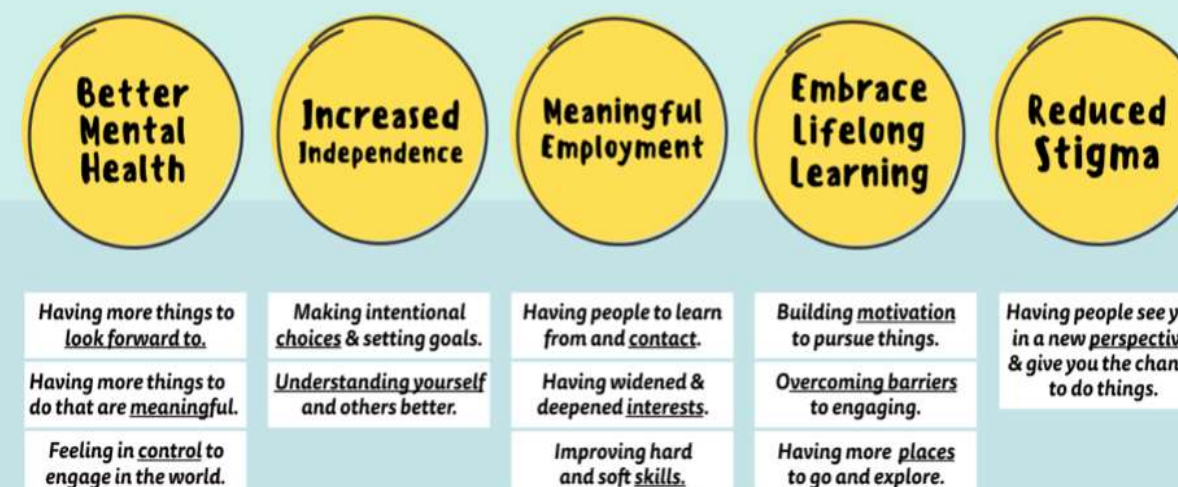 Better
Mental
Health
Increased
Independence
Meaningful
Employment
Embrace
Lifelong
Learning
Reduced
Stigma
Having more things to
look forward to.
Having more things to
do that are meaningful.
Feeling in control to
engage in the world.
Making intentional
choices & setting goals.
Understanding yourself
and others better.
Having people to learn
from and contact.
Having widened &
deepened interests.
Improving hard
and soft skills.
Building motivation
to pursue things.
Overcoming barriers
to engaging.
Having more places
to go and explore.
Having people see
in a new
& give you the
to do things.